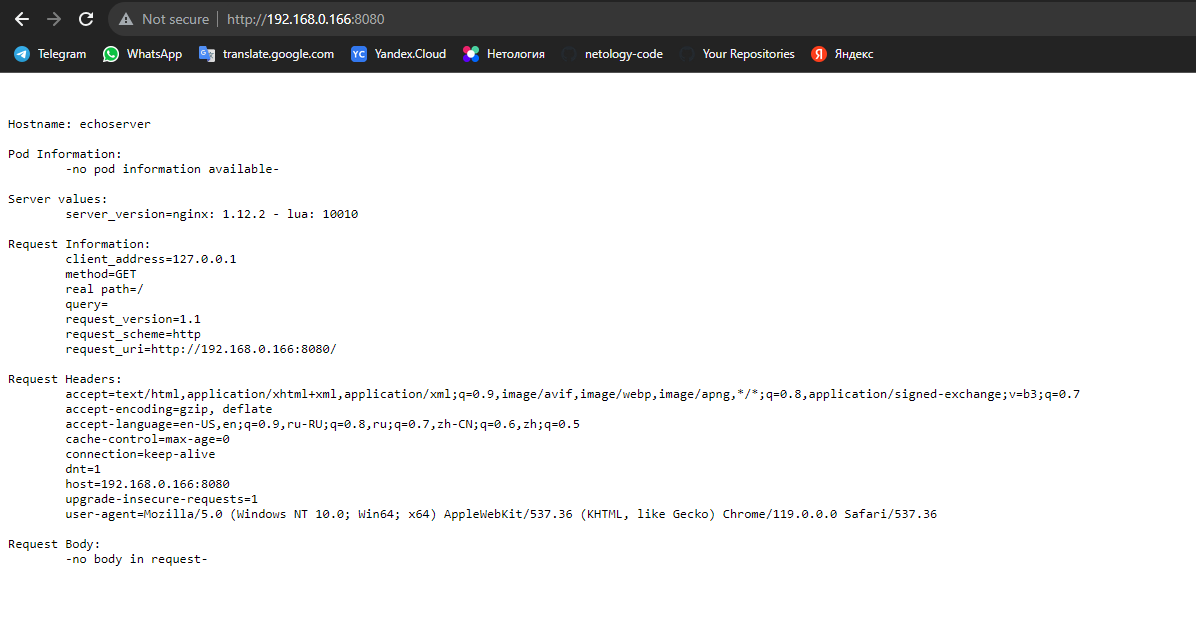 Not secure | http://192.168.0.166:8080
Telegram WhatsApp translate.google.com YC Yandex.Cloud Нетология netology-code Your Repositories Я Яндекс
Hostname: echoserver
Pod Information:
-no pod information available-
Server values:
server_version=nginx: 1.12.2 - lua: 10010
Request Information:
client_address=127.0.0.1
method=GET
real path=/
query=
request_version=1.1
request_scheme=http
request_uri=http://192.168.0.166:8080/
Request Headers:
accept=text/html,application/xhtml+xml,application/xml;q=0.9,image/avif,image/webp,image/apng,*/*;q=0.8,application/signed-exchange;v=b3;q=0.7
accept-encoding=gzip, deflate
accept-language=en-US,en;q=0.9,ru-RU;q=0.8,ru;q=0.7,zh-CN;q=0.6,zh;q=0.5
cache-control=max-age=0
connection=keep-alive
dnt=1
host=192.168.0.166:8080
upgrade-insecure-requests=1
user-agent=Mozilla/5.0 (Windows NT 10.0; Win64; x64) AppleWebKit/537.36 (KHTML, like Gecko) Chrome/119.0.0.0 Safari/537.36
Request Body:
-no body in request-